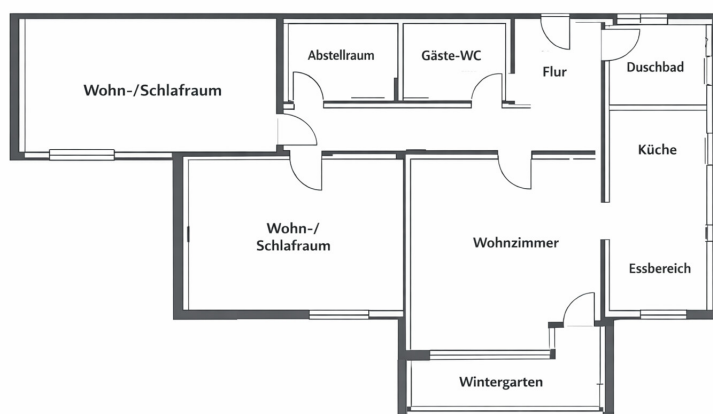 Abstellraum
Gäste-WC
Flur
Duschbad
Wohn-/Schlafraum
Küche
Wohn-/
Schlafraum
Wohnzimmer
Essbereich
Wintergarten